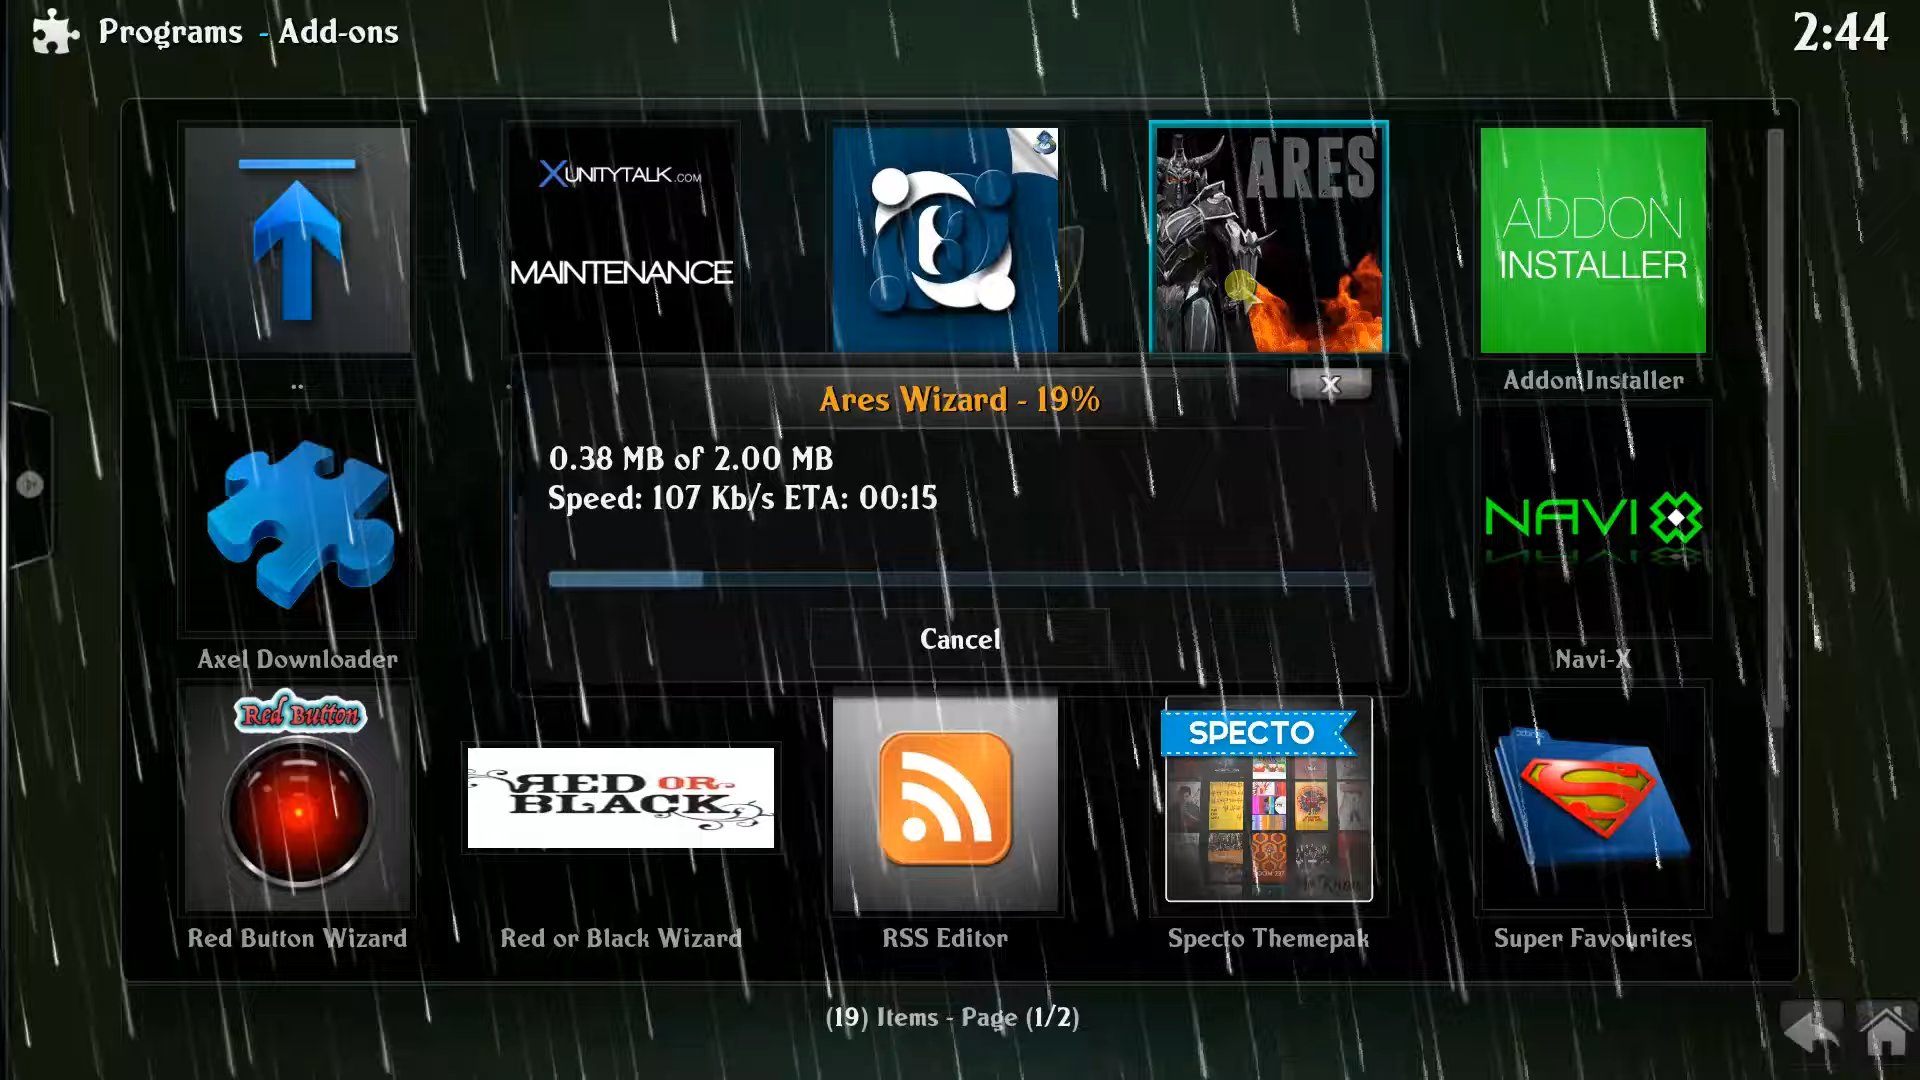 Programs - Add-ons
2:44
XUNITYTALK.COM
MAINTENANCE
ARES
ADDON
INSTALLER
..
Addon Installer
Ares Wizard - 19%
X
0.38 MB of 2.00 MB
Speed: 107 Kb/s ETA: 00:15
Cancel
NAVI X
Axel Downloader
Navi-X
Red Button
RED OR
BLACK
SPECTO
Red Button Wizard
Red or Black Wizard
RSS Editor
Specto Themepak
Super Favourites
(19) Items - Page (1/2)